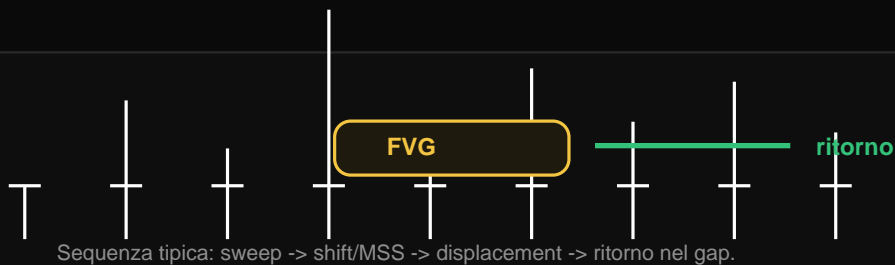 FVG
ritorno
Sequenza tipica: sweep -> shift/MSS -> displacement -> ritorno nel gap.